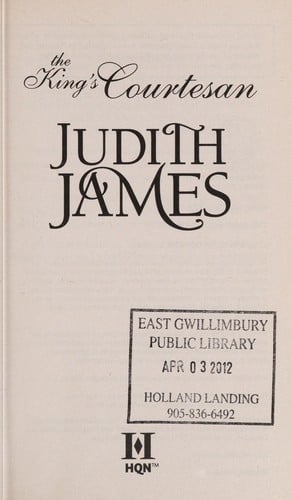 the
King's Courtesan
JUDITH
JAMES
EAST GWILLIMBURY
PUBLIC LIBRARY
APR 03 2012
HOLLAND LANDING
905-836-6492
H
HQN™